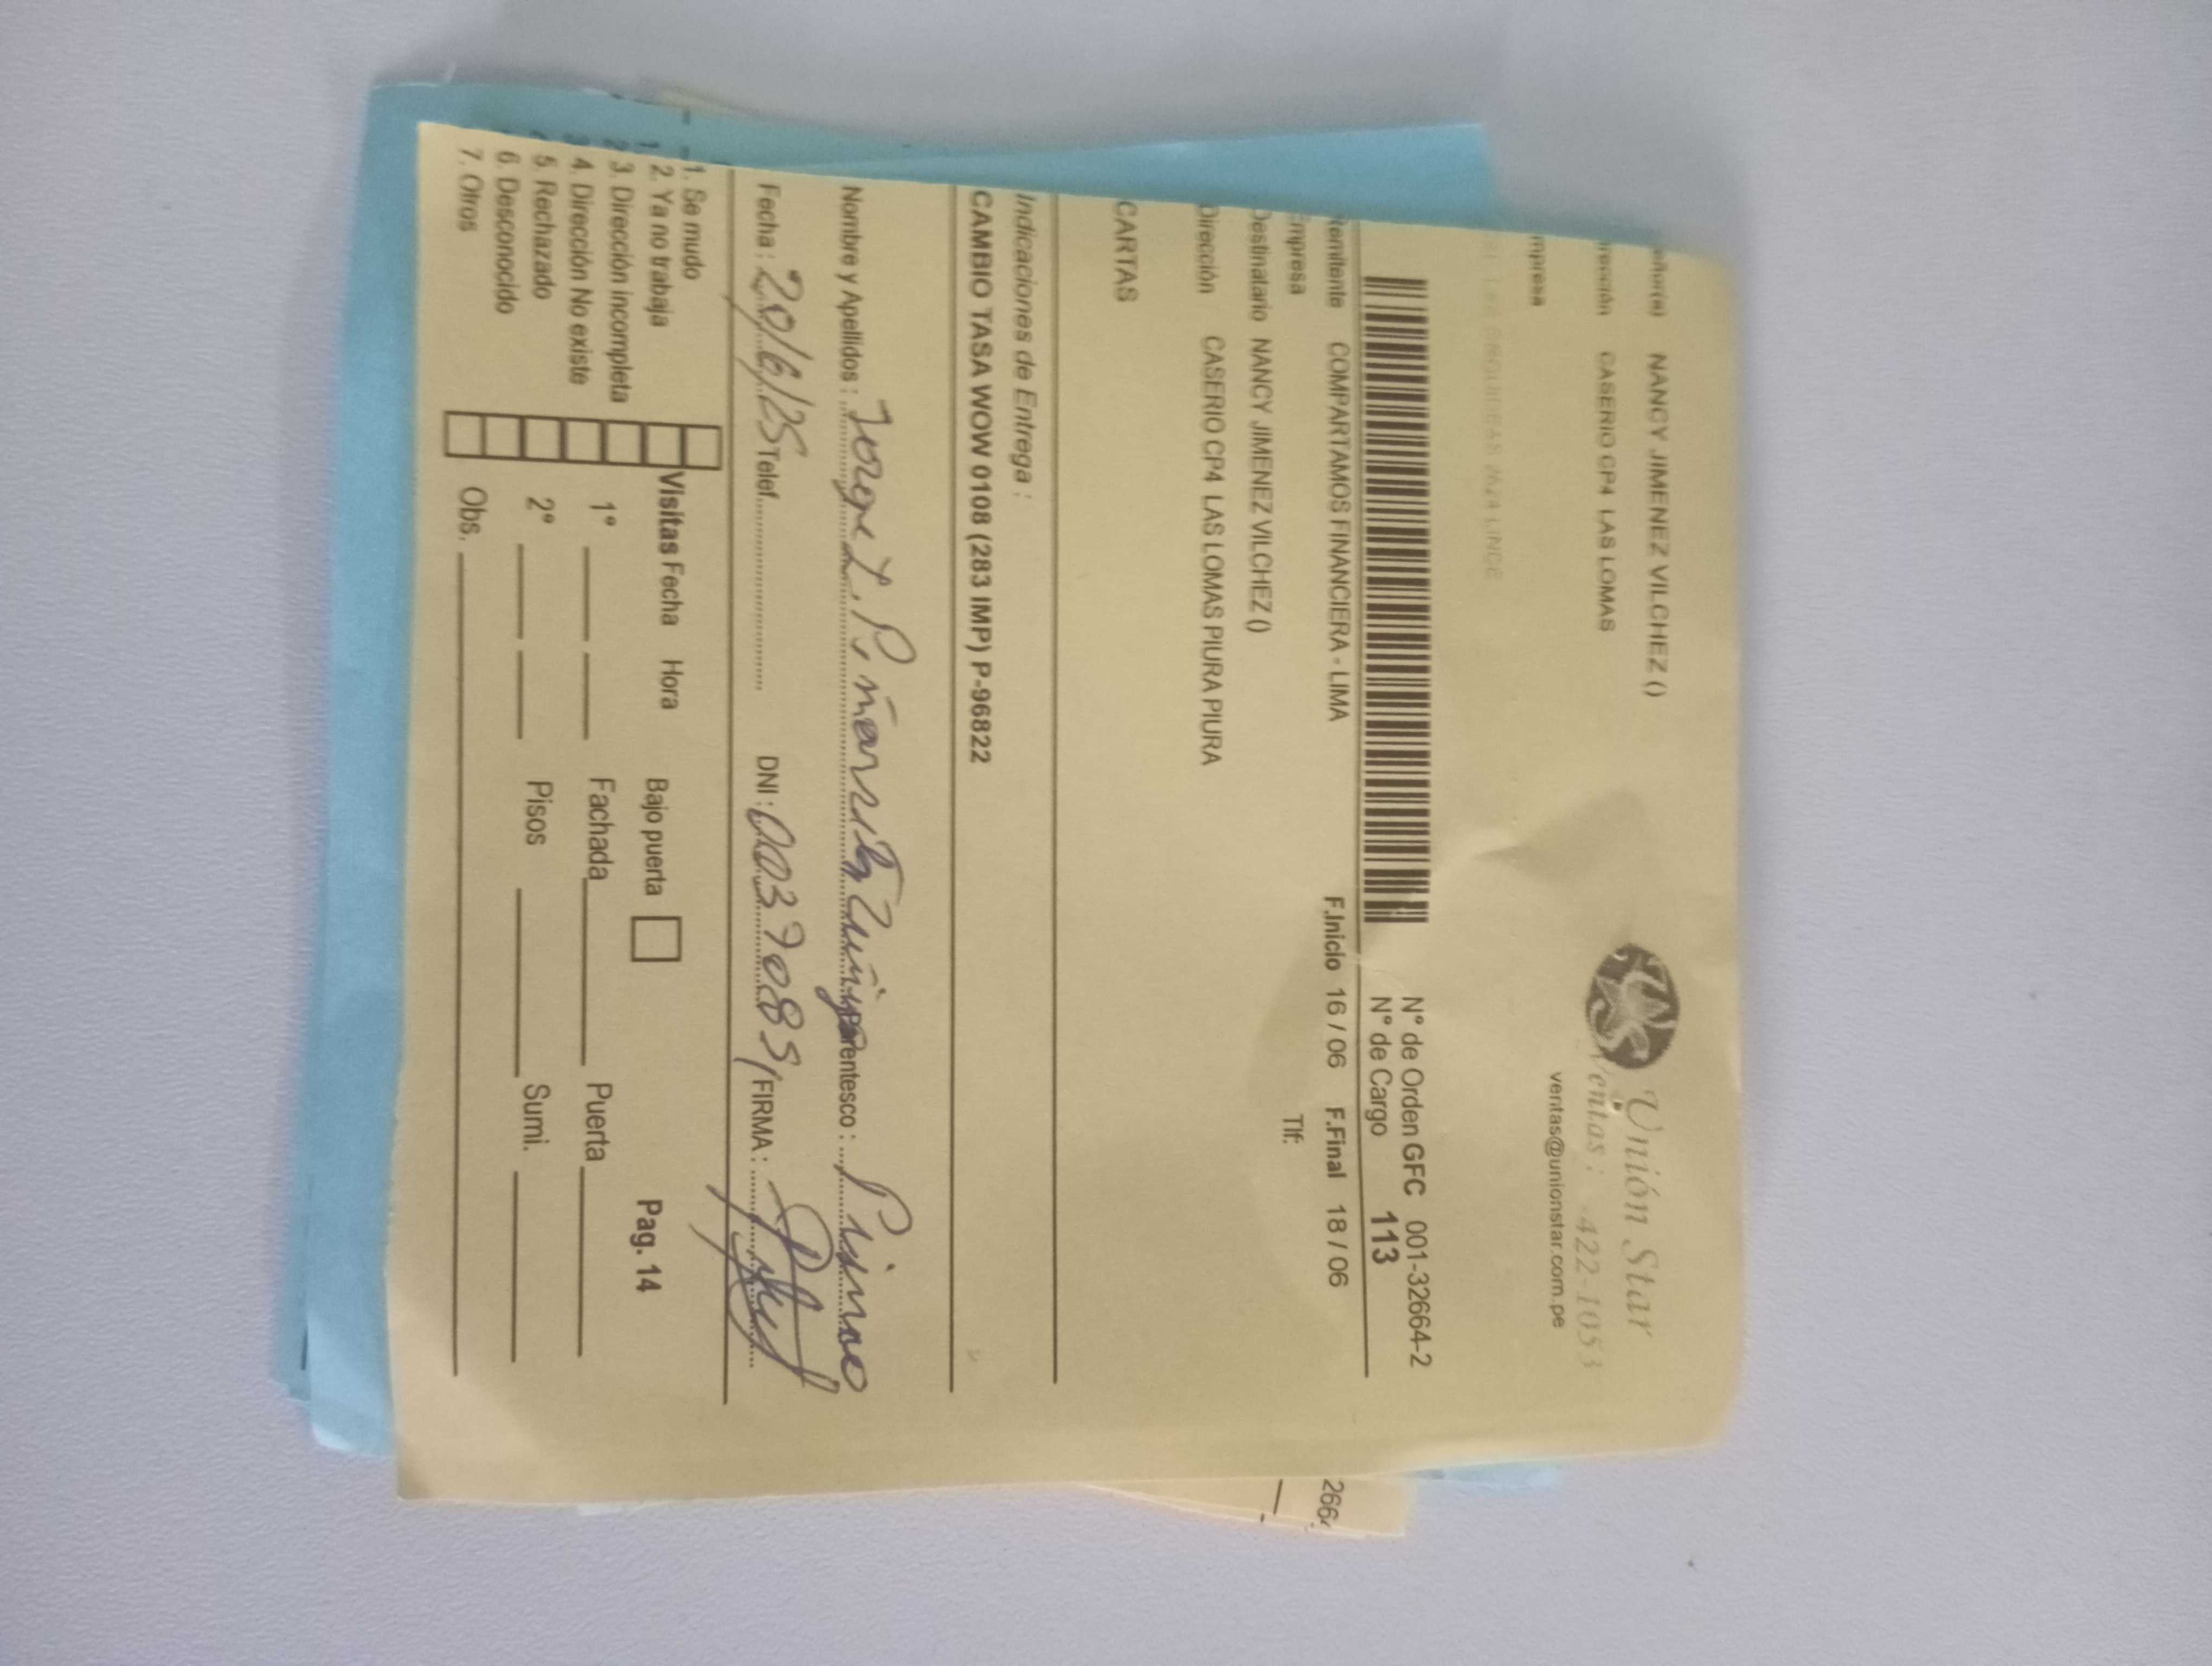 Unión Star
Ventas : 422-1053
ventas@unionstar.com.pe
NANCY JIMENEZ VILCHEZ ()
CASERIO CP4 LAS LOMAS
mpresa
N° de Orden GFC 001-32664-2
N° de Cargo 113
Remitente COMPARTAMOS FINANCIERA - LIMA F.Inicio 16 / 06 F.Final 18 / 06
Empresa Tlf:
Destinatario NANCY JIMENEZ VILCHEZ ()
Dirección CASERIO CP4 LAS LOMAS PIURA PIURA
CARTAS
Indicaciones de Entrega :
CAMBIO TASA WOW 0108 (283 IMP) P-96822
Nombre y Apellidos : Parentesco : Primo
Fecha : 20/6/25 Telef. DNI : FIRMA :
1. Se mudo
2. Ya no trabaja
3. Dirección incompleta
4. Dirección No existe
5. Rechazado
6 Desconocido
7. Otros
Visitas Fecha Hora Bajo puerta Pag. 14
1° Fachada Puerta
2° Pisos Sumi.
Obs.